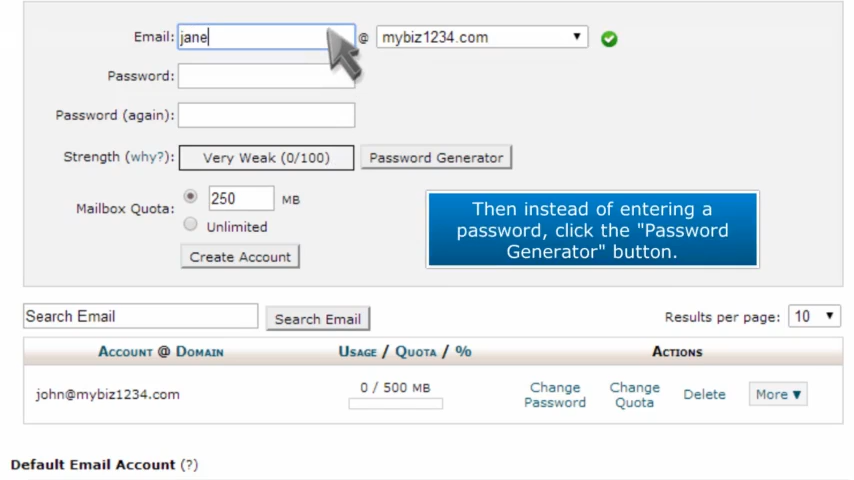 Email: jane @ mybiz1234.com ▼
Password:
Password (again):
Strength (why?): Very Weak (0/100) Password Generator
Mailbox Quota: 250 MB
Unlimited
Create Account
Then instead of entering a
password, click the "Password
Generator" button.
Search Email Search Email Results per page: 10 ▼
Account @ Domain Usage / Quota / % Actions
john@mybiz1234.com 0 / 500 MB Change Password Change Quota Delete More ▼
Default Email Account (?)